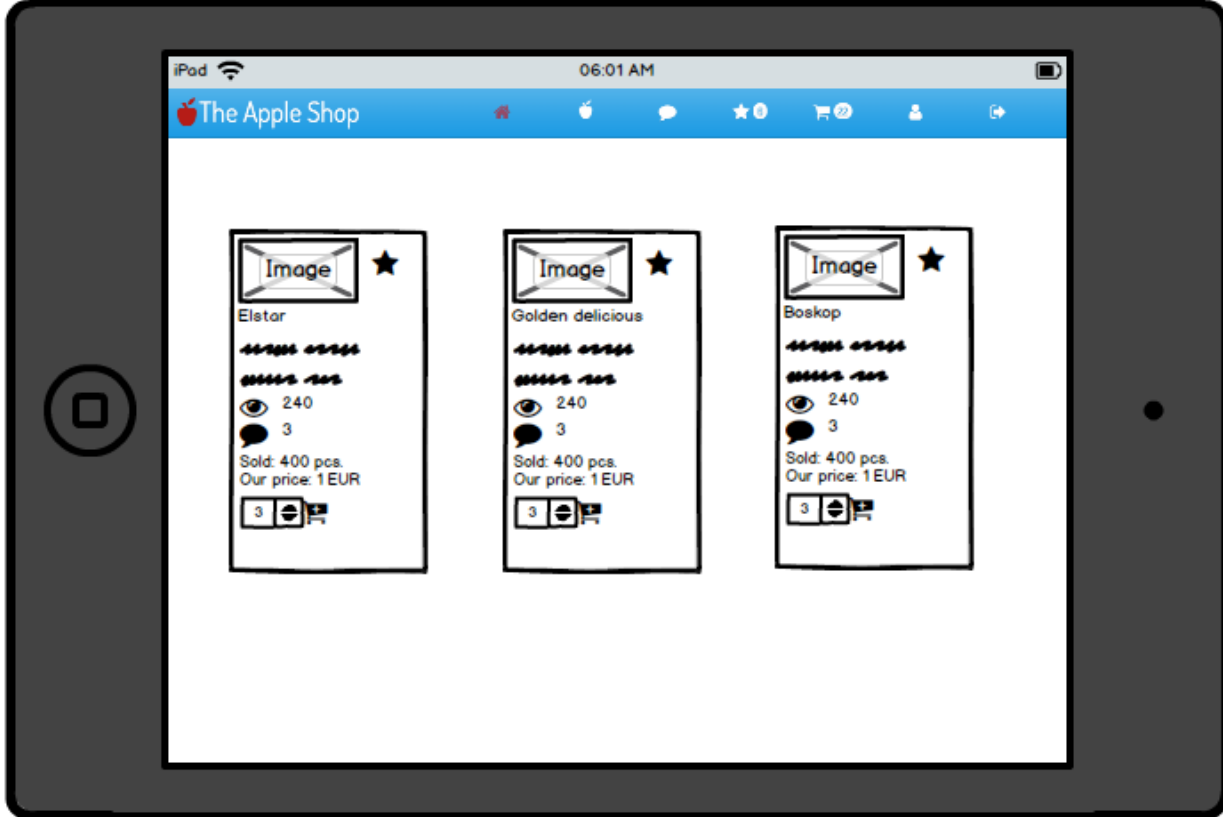 iPad 06:01 AM
The Apple Shop 22
Image
Elstar
240
3
Sold: 400 pcs.
Our price: 1 EUR
3
Image
Golden delicious
240
3
Sold: 400 pcs.
Our price: 1 EUR
3
Image
Boskop
240
3
Sold: 400 pcs.
Our price: 1 EUR
3